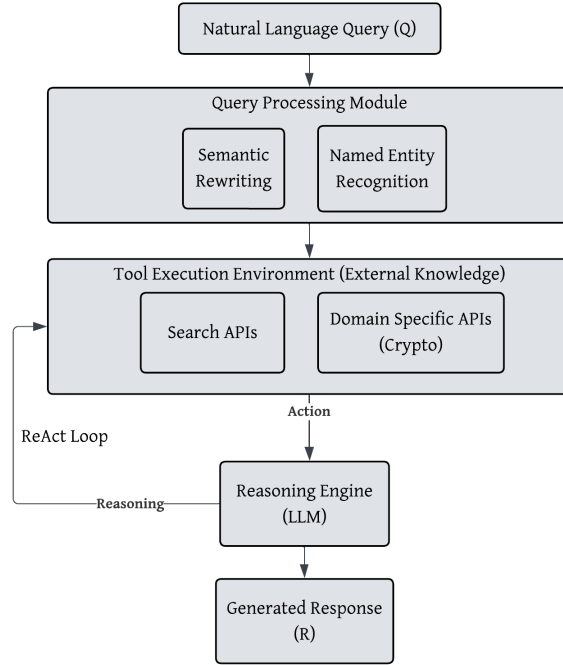 Natural Language Query (Q)
Query Processing Module
Semantic
Rewriting
Named Entity
Recognition
Tool Execution Environment (External Knowledge)
Search APIs
Domain Specific APIs
(Crypto)
Action
ReAct Loop
Reasoning Engine
(LLM)
Reasoning
Generated Response
(R)